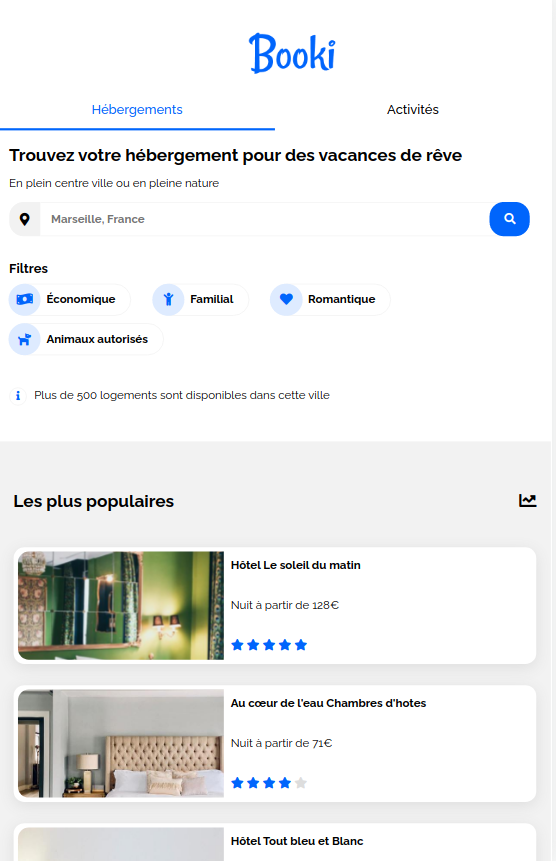 Booki
Hébergements
Activités
Trouvez votre hébergement pour des vacances de rêve
En plein centre ville ou en pleine nature
Marseille, France
Filtres
Économique
Familial
Romantique
Animaux autorisés
Plus de 500 logements sont disponibles dans cette ville
Les plus populaires
Hôtel Le soleil du matin
Nuit à partir de 128€
Au cœur de l'eau Chambres d'hotes
Nuit à partir de 71€
Hôtel Tout bleu et Blanc